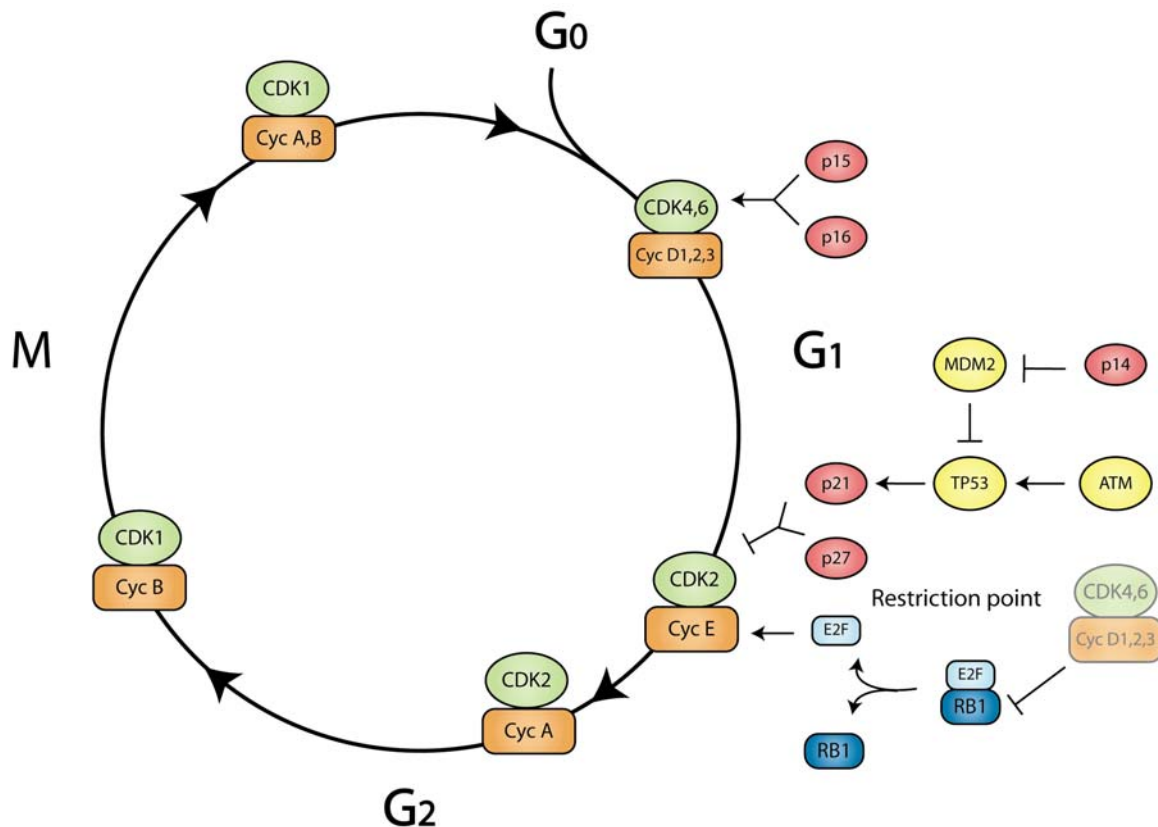 G0
CDK1
Cyc A,B
p15
CDK4,6
p16
Cyc D1,2,3
M
G1
MDM2
p14
p21
TP53
ATM
CDK1
p27
Cyc B
CDK2
Restriction point
CDK4,6
Cyc E
E2F
Cyc D1,2,3
CDK2
E2F
RB1
Cyc A
RB1
G2